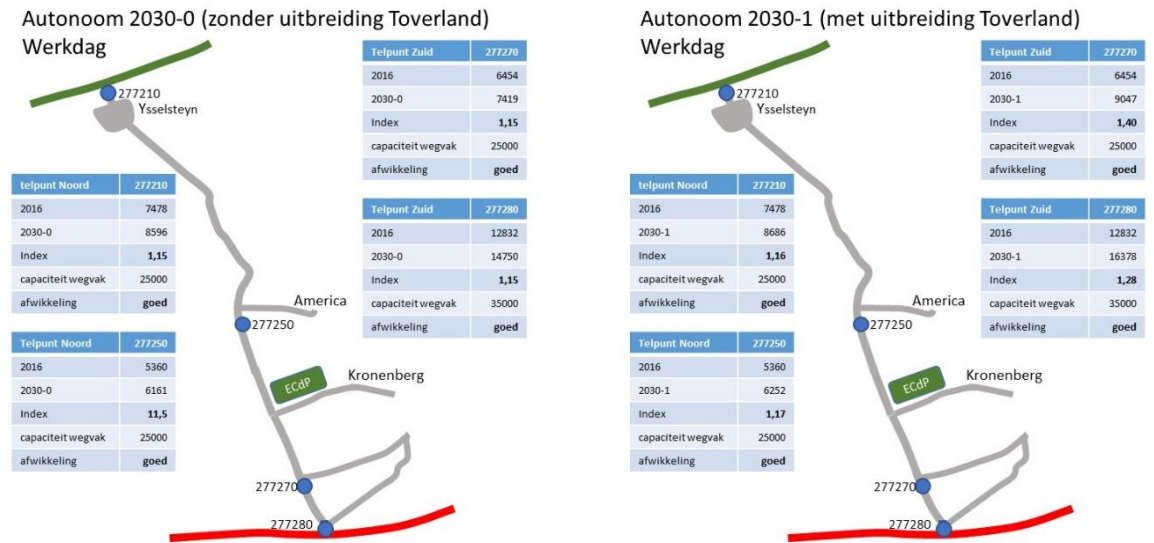 Autonoom 2030-0 (zonder uitbreiding Toverland)
Werkdag
277210
Ysselsteyn
Telpunt Zuid 277270
2016 6454
2030-0 7419
Index 1,15
capaciteit wegvak 25000
afwikkeling goed
telpunt Noord 277210
2016 7478
2030-0 8596
Index 1,15
capaciteit wegvak 25000
afwikkeling goed
Telpunt Zuid 277280
2016 12832
2030-0 14750
Index 1,15
capaciteit wegvak 35000
afwikkeling goed
America
277250
Telpunt Noord 277250
2016 5360
2030-0 6161
Index 11,5
capaciteit wegvak 25000
afwikkeling goed
ECdP
Kronenberg
277270
277280
Autonoom 2030-1 (met uitbreiding Toverland)
Werkdag
277210
Ysselsteyn
Telpunt Zuid 277270
2016 6454
2030-1 9047
Index 1,40
capaciteit wegvak 25000
afwikkeling goed
telpunt Noord 277210
2016 7478
2030-1 8686
Index 1,16
capaciteit wegvak 25000
afwikkeling goed
Telpunt Zuid 277280
2016 12832
2030-1 16378
Index 1,28
capaciteit wegvak 35000
afwikkeling goed
America
277250
Telpunt Noord 277250
2016 5360
2030-1 6252
Index 1,17
capaciteit wegvak 25000
afwikkeling goed
ECdP
Kronenberg
277270
277280